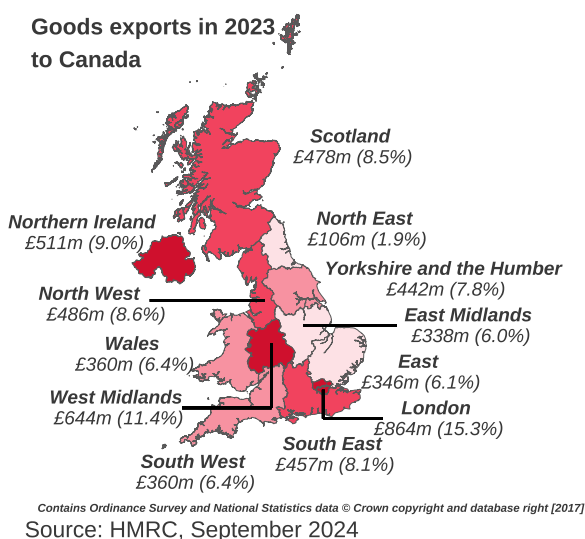 Goods exports in 2023
to Canada
Scotland
£478m (8.5%)
Northern Ireland
£511m (9.0%)
North East
£106m (1.9%)
Yorkshire and the Humber
£442m (7.8%)
North West
£486m (8.6%)
East Midlands
£338m (6.0%)
Wales
£360m (6.4%)
East
£346m (6.1%)
West Midlands
£644m (11.4%)
London
£864m (15.3%)
South East
£457m (8.1%)
South West
£360m (6.4%)
Contains Ordinance Survey and National Statistics data © Crown copyright and database right [2017]
Source: HMRC, September 2024